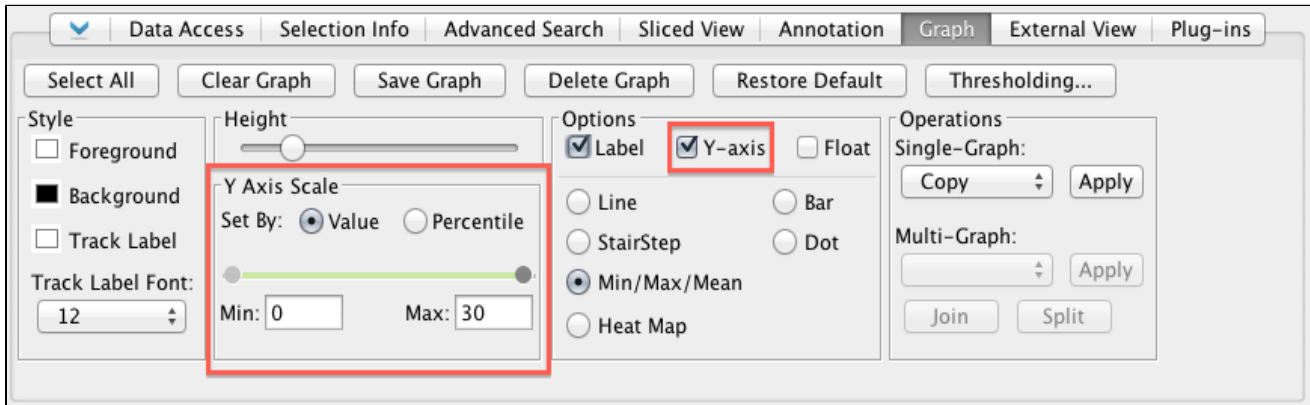 Data Access
Selection Info
Advanced Search
Sliced View
Annotation
Graph
External View
Plug-ins
Select All
Clear Graph
Save Graph
Delete Graph
Restore Default
Thresholding...
Style
Foreground
Background
Track Label
Track Label Font:
12
Height
Y Axis Scale
Set By: Value Percentile
Min: 0 Max: 30
Options
Label Y-axis Float
Line Bar
StairStep Dot
Min/Max/Mean
Heat Map
Operations
Single-Graph:
Copy Apply
Multi-Graph:
Apply
Join Split